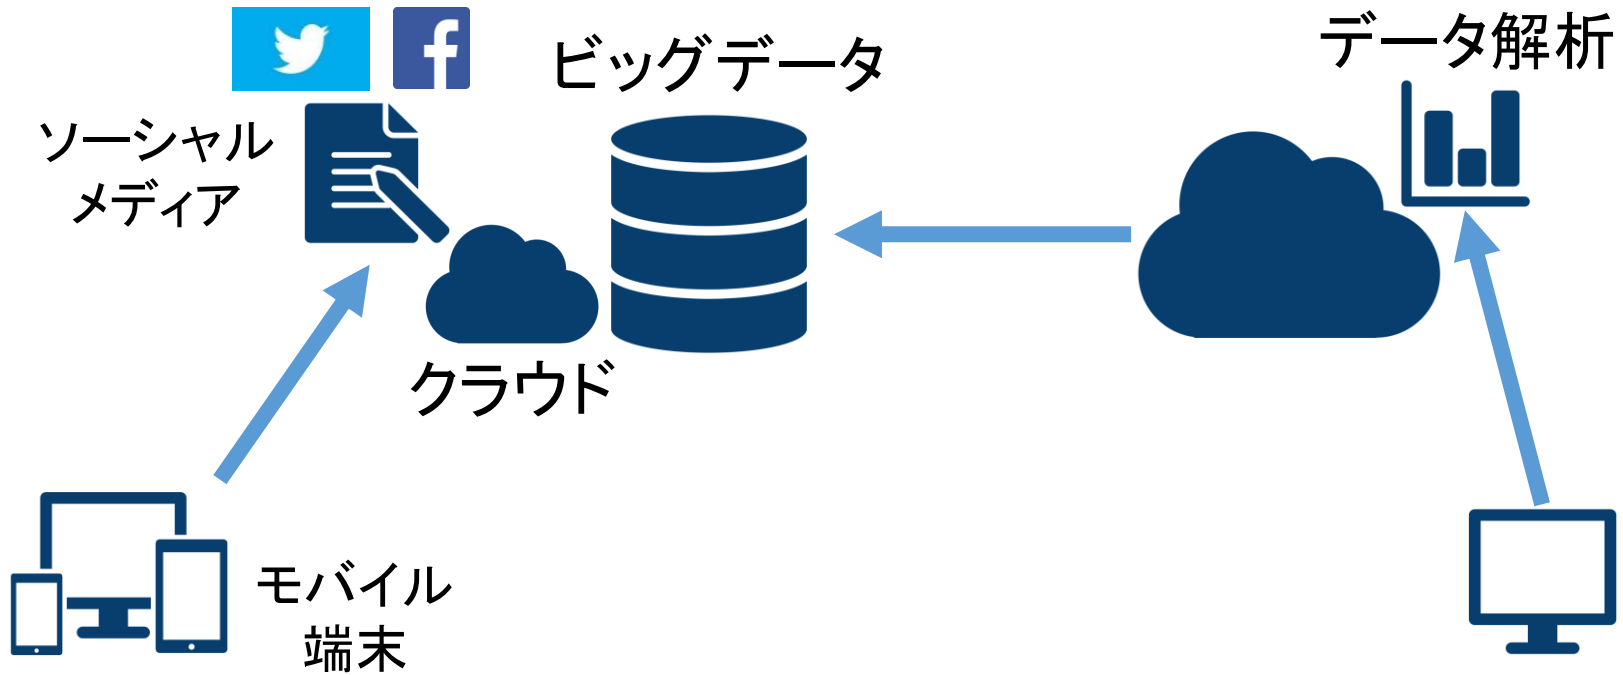 ビッグデータ
データ解析
ソーシャル
メディア
クラウド
モバイル
端末